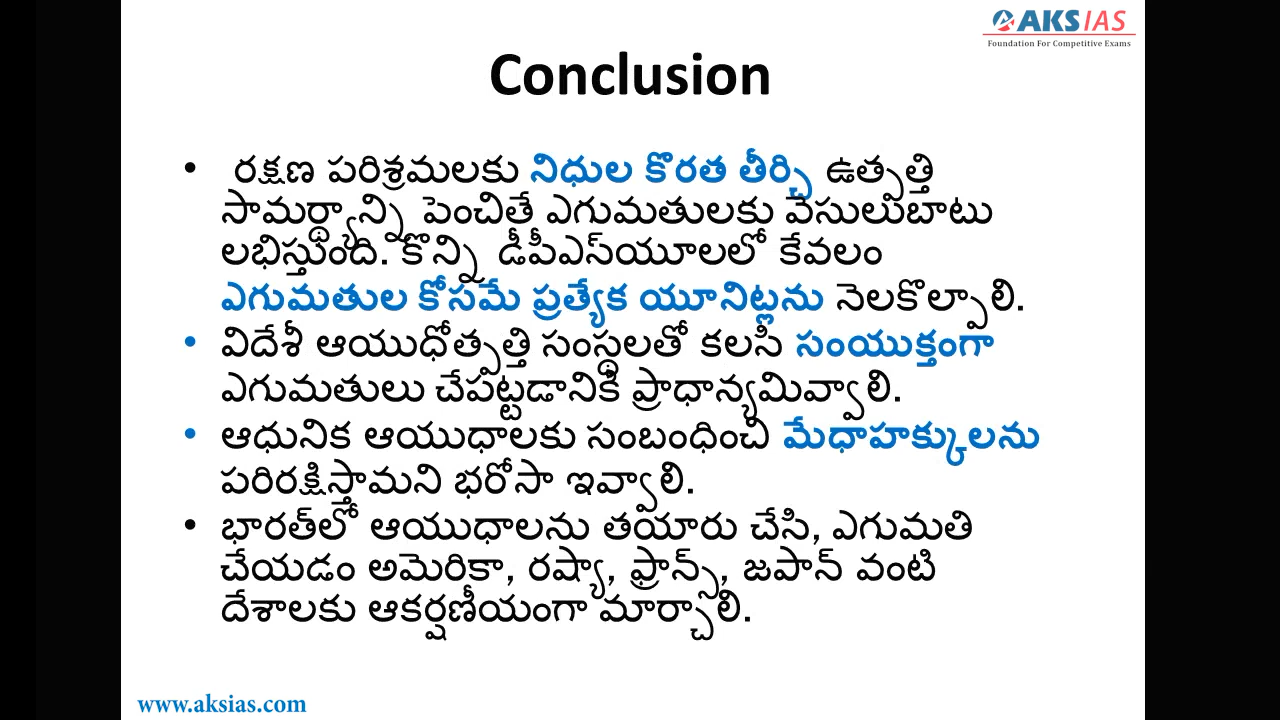 AKS IAS
Foundation For Competitive Exams
Conclusion
• రక్షణ పరిశ్రమలకు నిధుల కొరత తీర్చి ఉత్పత్తి
సామర్థ్యాన్ని పెంచితే ఎగుమతులకు వెసులుబాటు
లభిస్తుంది. కొన్ని డీపీఎస్‌యూలలో కేవలం
ఎగుమతుల కోసమే ప్రత్యేక యూనిట్లను నెలకొల్పాలి.
• విదేశీ ఆయుధోత్పత్తి సంస్థలతో కలసి సంయుక్తంగా
ఎగుమతులు చేపట్టడానికి ప్రాధాన్యమివ్వాలి.
• ఆధునిక ఆయుధాలకు సంబంధించి మేధాహక్కులను
పరిరక్షిస్తామని భరోసా ఇవ్వాలి.
• భారత్‌లో ఆయుధాలను తయారు చేసి, ఎగుమతి
చేయడం అమెరికా, రష్యా, ఫ్రాన్స్, జపాన్ వంటి
దేశాలకు ఆకర్షణీయంగా మార్చాలి.
www.aksias.com